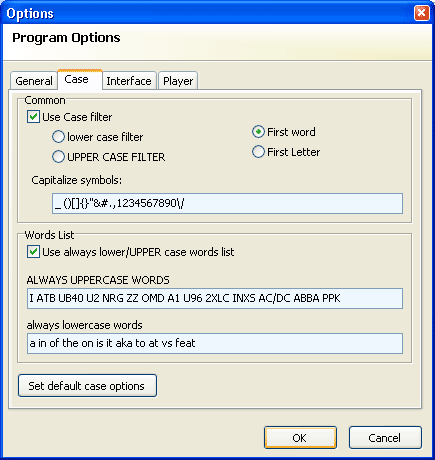 Options
Program Options
General Case Interface Player
Common
Use Case filter
lower case filter First word
UPPER CASE FILTER First Letter
Capitalize symbols:
_ ()[]{}"&#.,1234567890\/
Words List
Use always lower/UPPER case words list
ALWAYS UPPERCASE WORDS
I ATB UB40 U2 NRG ZZ OMD A1 U96 2XLC INXS AC/DC ABBA PPK
always lowercase words
a in of the on is it aka to at vs feat
Set default case options
OK Cancel